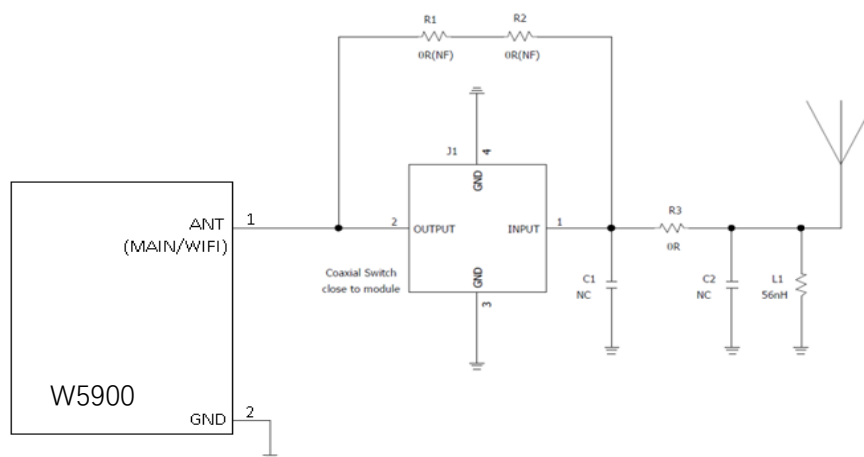 R1
R2
0R(NF)
0R(NF)
J1
4
GND
ANT
(MAIN/WIFI)
1
2
OUTPUT
INPUT
1
R3
0R
Coaxial Switch
close to module
GND
3
C1
NC
C2
NC
L1
56nH
W5900
GND
2